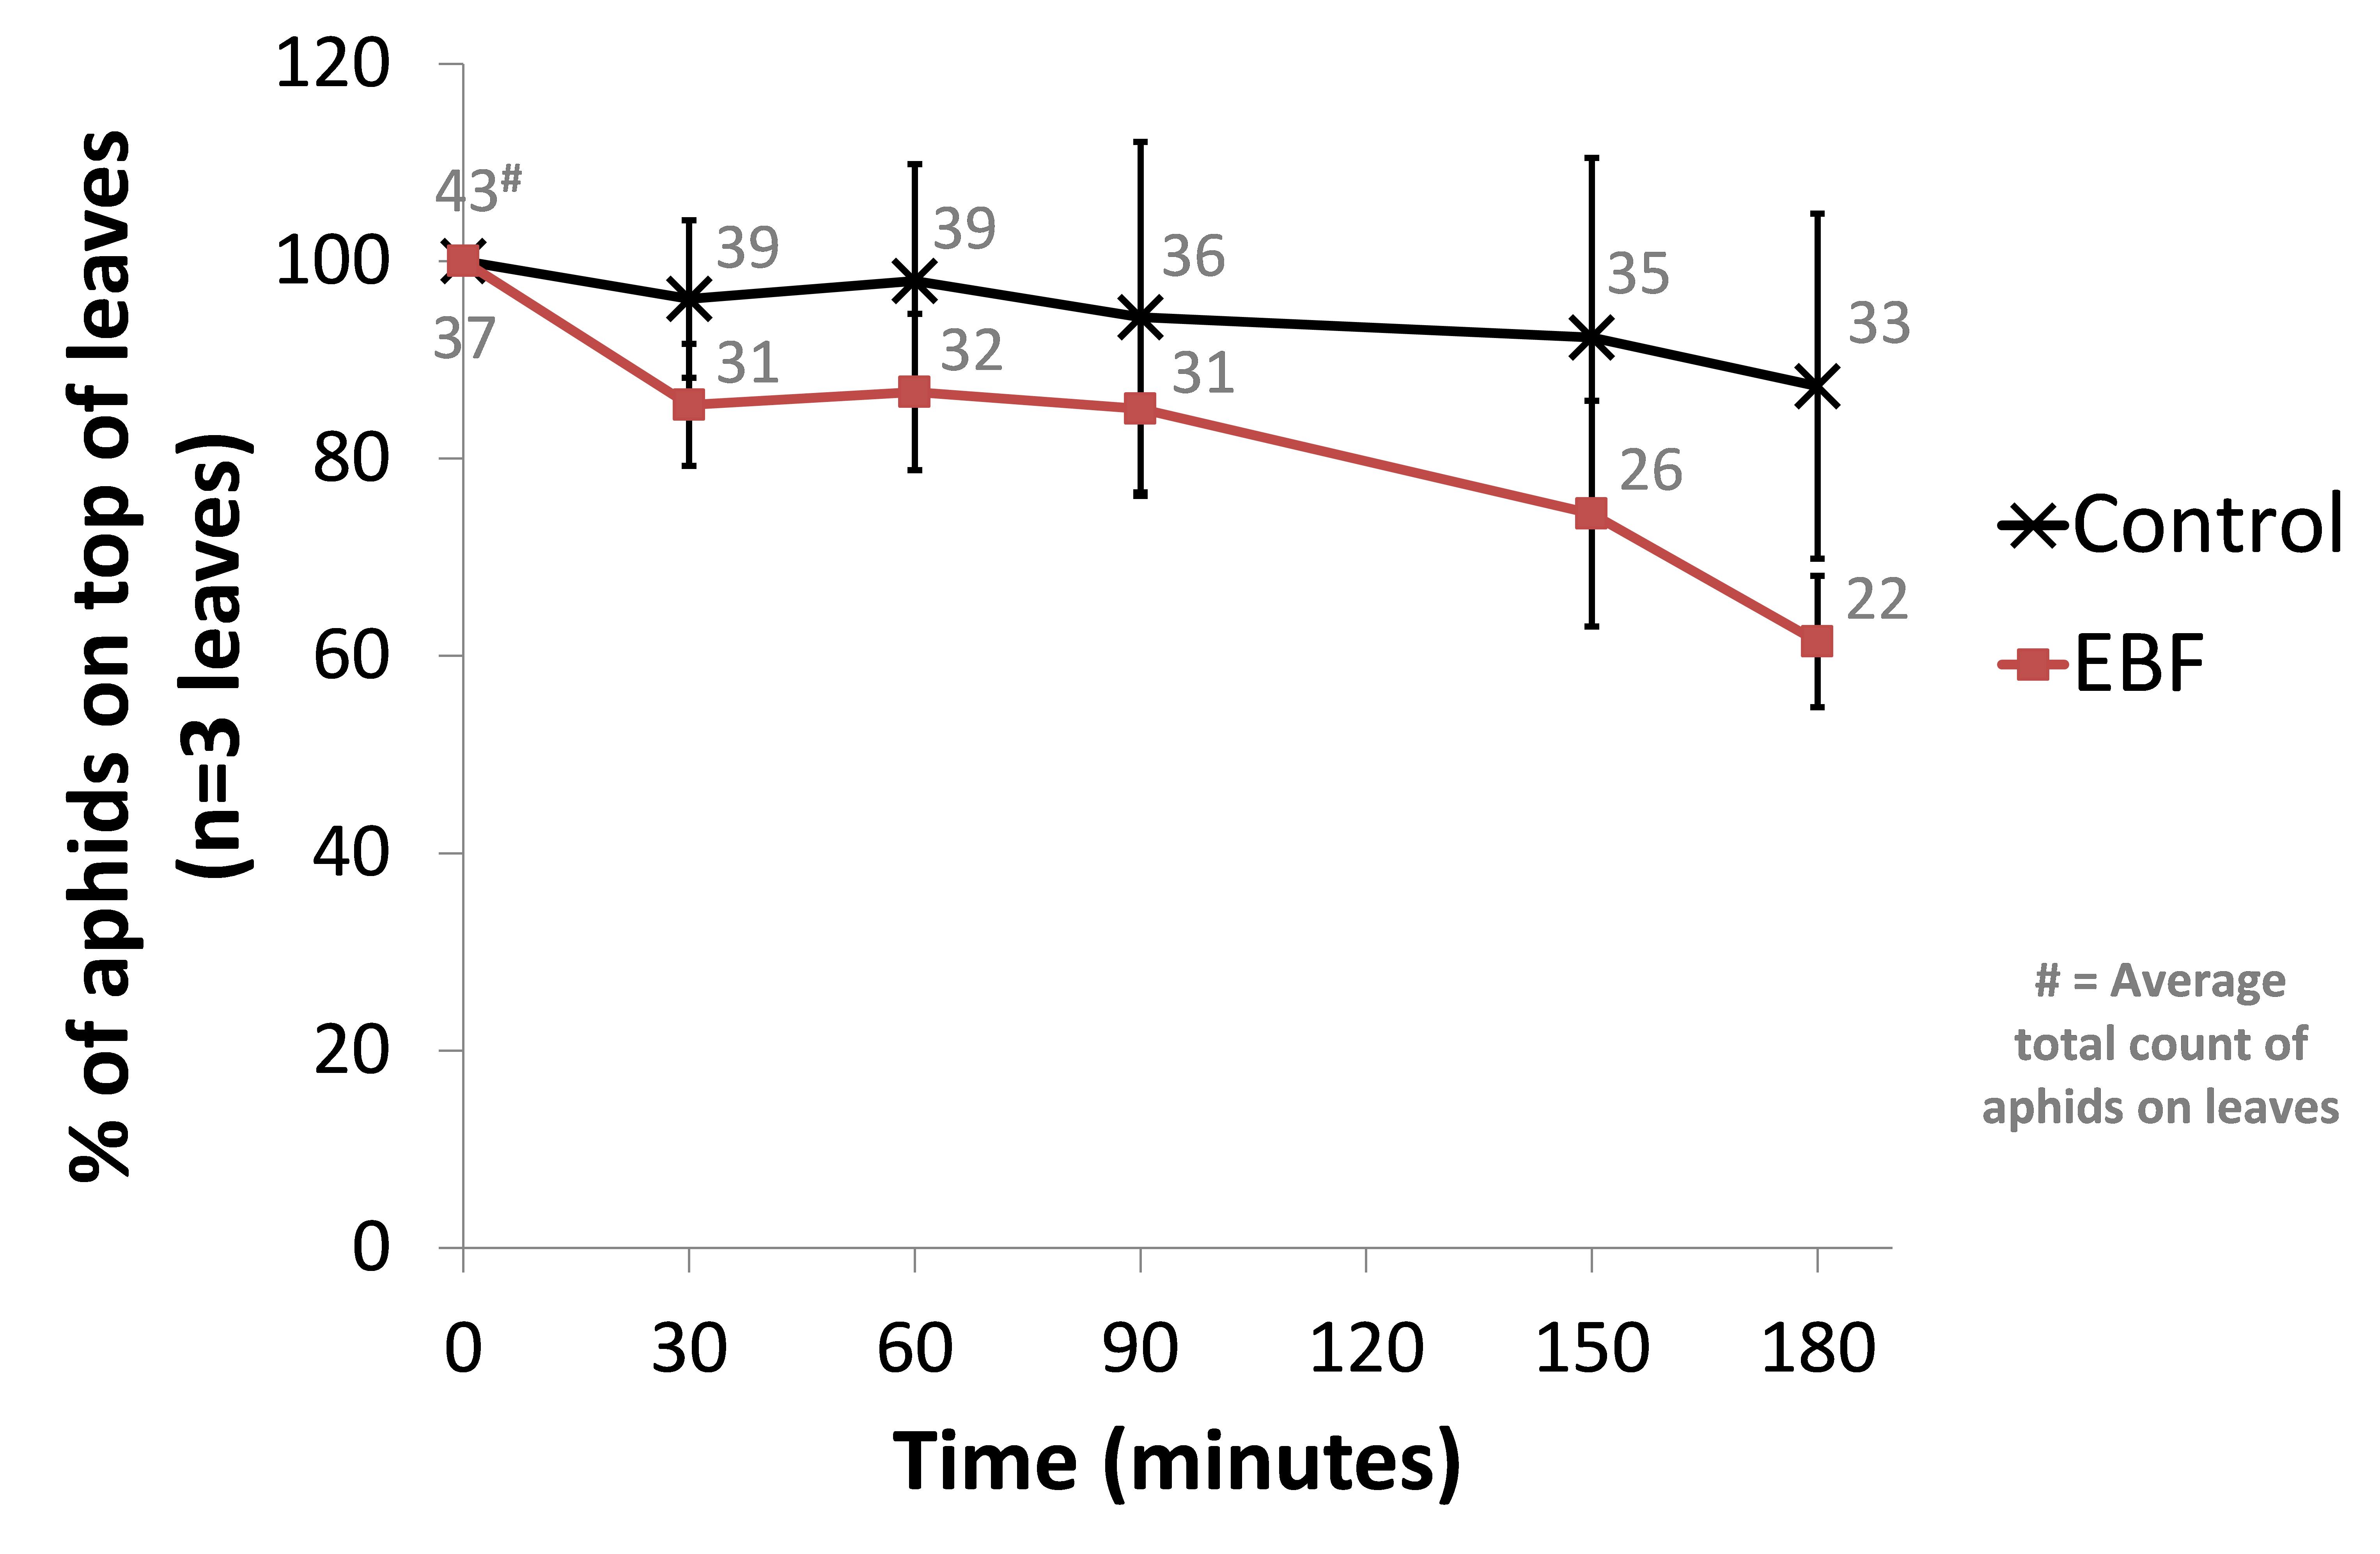 % of aphids on top of leaves
(n=3 leaves)
120
100
80
60
40
20
0
43#
37
39
39
36
35
33
31
32
31
26
22
0 30 60 90 120 150 180
Time (minutes)
Control
EBF
# = Average
total count of
aphids on leaves